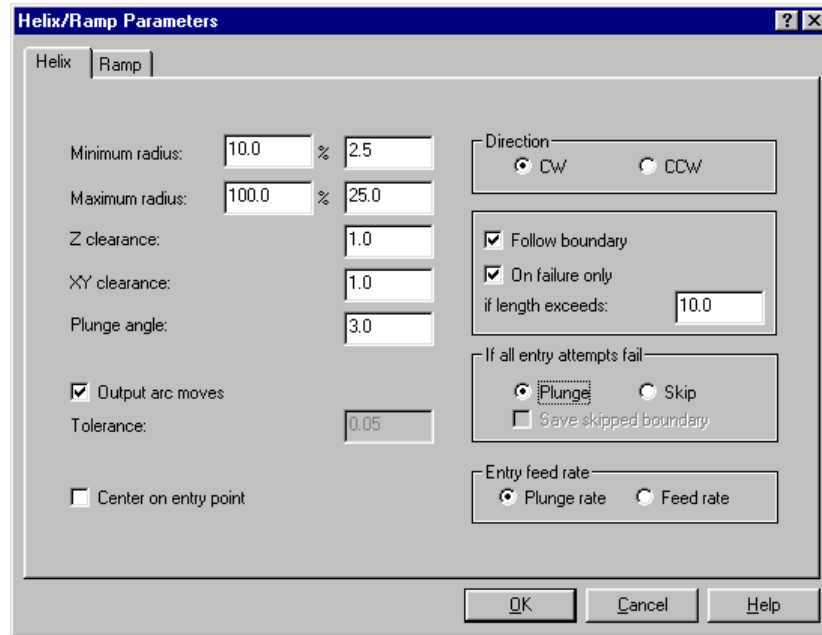 Helix/Ramp Parameters
Helix
Ramp
Minimum radius: 10.0 % 2.5
Maximum radius: 100.0 % 25.0
Z clearance: 1.0
XY clearance: 1.0
Plunge angle: 3.0
Output arc moves
Tolerance: 0.05
Center on entry point
Direction
CW CCW
Follow boundary
On failure only
if length exceeds: 10.0
If all entry attempts fail
Plunge Skip
Save skipped boundary
Entry feed rate
Plunge rate Feed rate
OK Cancel Help